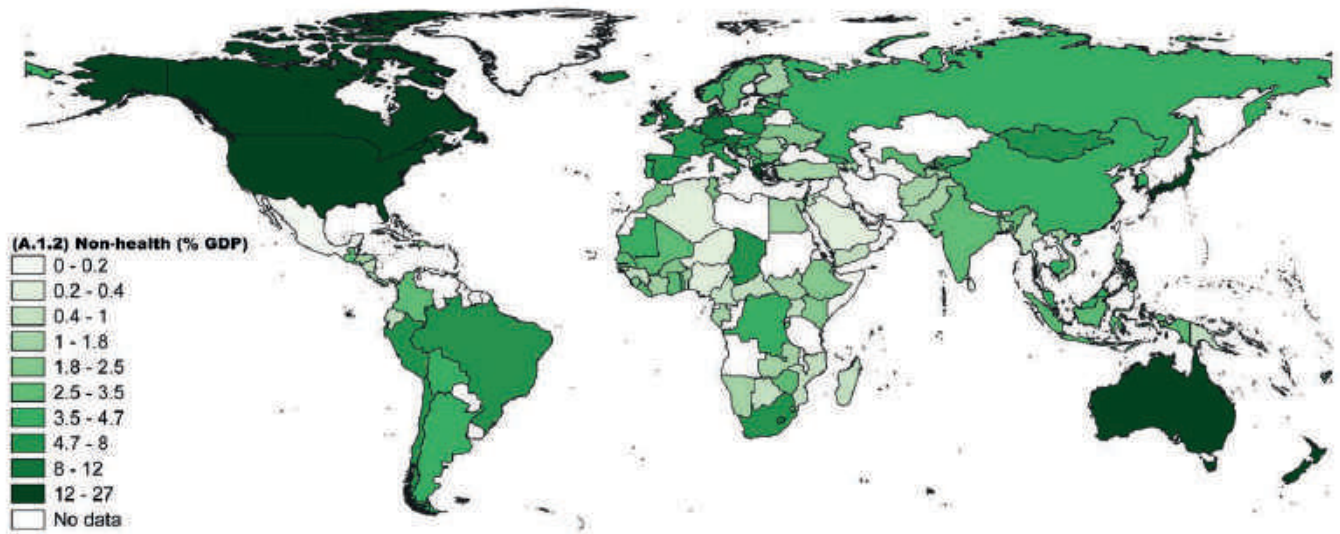 (A.1.2) Non-health (% GDP)
0 - 0.2
0.2 - 0.4
0.4 - 1
1 - 1.8
1.8 - 2.5
2.5 - 3.5
3.5 - 4.7
4.7 - 8
8 - 12
12 - 27
No data